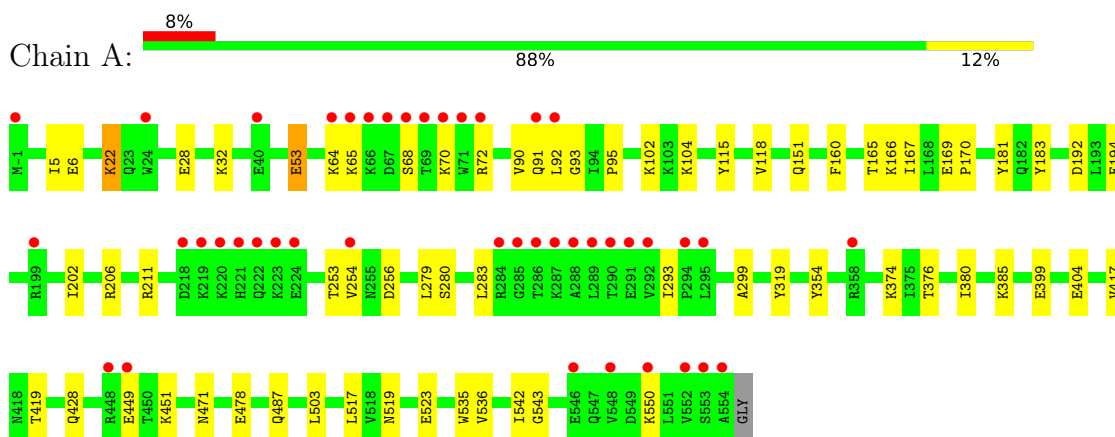 8%
Chain A:
88% 12%
M-1 I5 E6 K22 Q23 W24 E28 K32 E40 E53 K64 K65 K66 D67 S68 T69 K70 W71 R72 V90 Q91 L92 G93 I94 P95 K102 K103 K104 Y115 V118 Q151 F160 T165 K166 I167 L168 E169 P170 Y181 Q182 Y183 D192 L193 E194
R199 I202 R206 R211 D218 K219 K220 H221 Q222 K223 E224 T253 V254 N255 D256 L279 S280 L283 R284 G285 T286 K287 A288 L289 T290 E291 V292 I293 P294 L295 A299 Y319 Y354 R358 K374 I375 T376 I380 K385 E399 E404 V417
N418 T419 Q428 R448 E449 T450 K451 N471 E478 Q487 L503 L517 V518 N519 E523 W535 V536 I542 G543 E546 Q547 V548 D549 K550 L551 V552 S553 A554 GLY